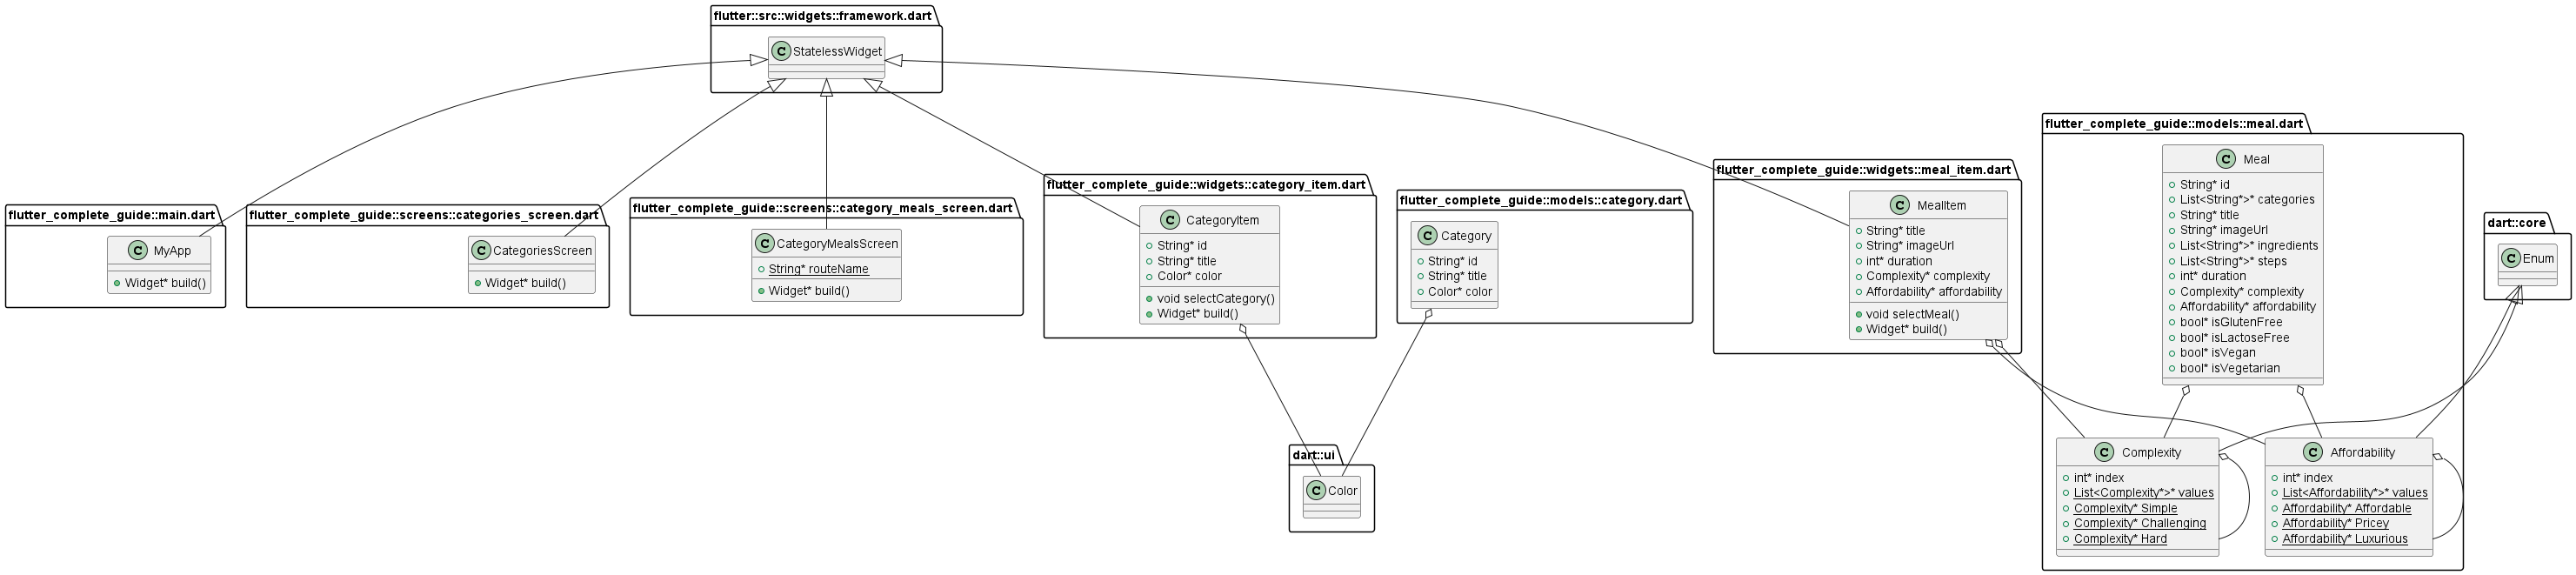 flutter::src::widgets::framework.dart
C StatelessWidget
flutter_complete_guide::main.dart
C MyApp
Widget* build()
flutter_complete_guide::screens::categories_screen.dart
C CategoriesScreen
Widget* build()
flutter_complete_guide::screens::category_meals_screen.dart
C CategoryMealsScreen
String* routeName
Widget* build()
flutter_complete_guide::widgets::category_item.dart
C CategoryItem
String* id
String* title
Color* color
void selectCategory()
Widget* build()
flutter_complete_guide::models::category.dart
C Category
String* id
String* title
Color* color
dart::ui
C Color
flutter_complete_guide::widgets::meal_item.dart
C MealItem
String* title
String* imageUrl
int* duration
Complexity* complexity
Affordability* affordability
void selectMeal()
Widget* build()
flutter_complete_guide::models::meal.dart
C Meal
String* id
List<String*>* categories
String* title
String* imageUrl
List<String*>* ingredients
List<String*>* steps
int* duration
Complexity* complexity
Affordability* affordability
bool* isGlutenFree
bool* isLactoseFree
bool* isVegan
bool* isVegetarian
C Complexity
int* index
List<Complexity*>* values
Complexity* Simple
Complexity* Challenging
Complexity* Hard
C Affordability
int* index
List<Affordability*>* values
Affordability* Affordable
Affordability* Pricey
Affordability* Luxurious
dart::core
C Enum